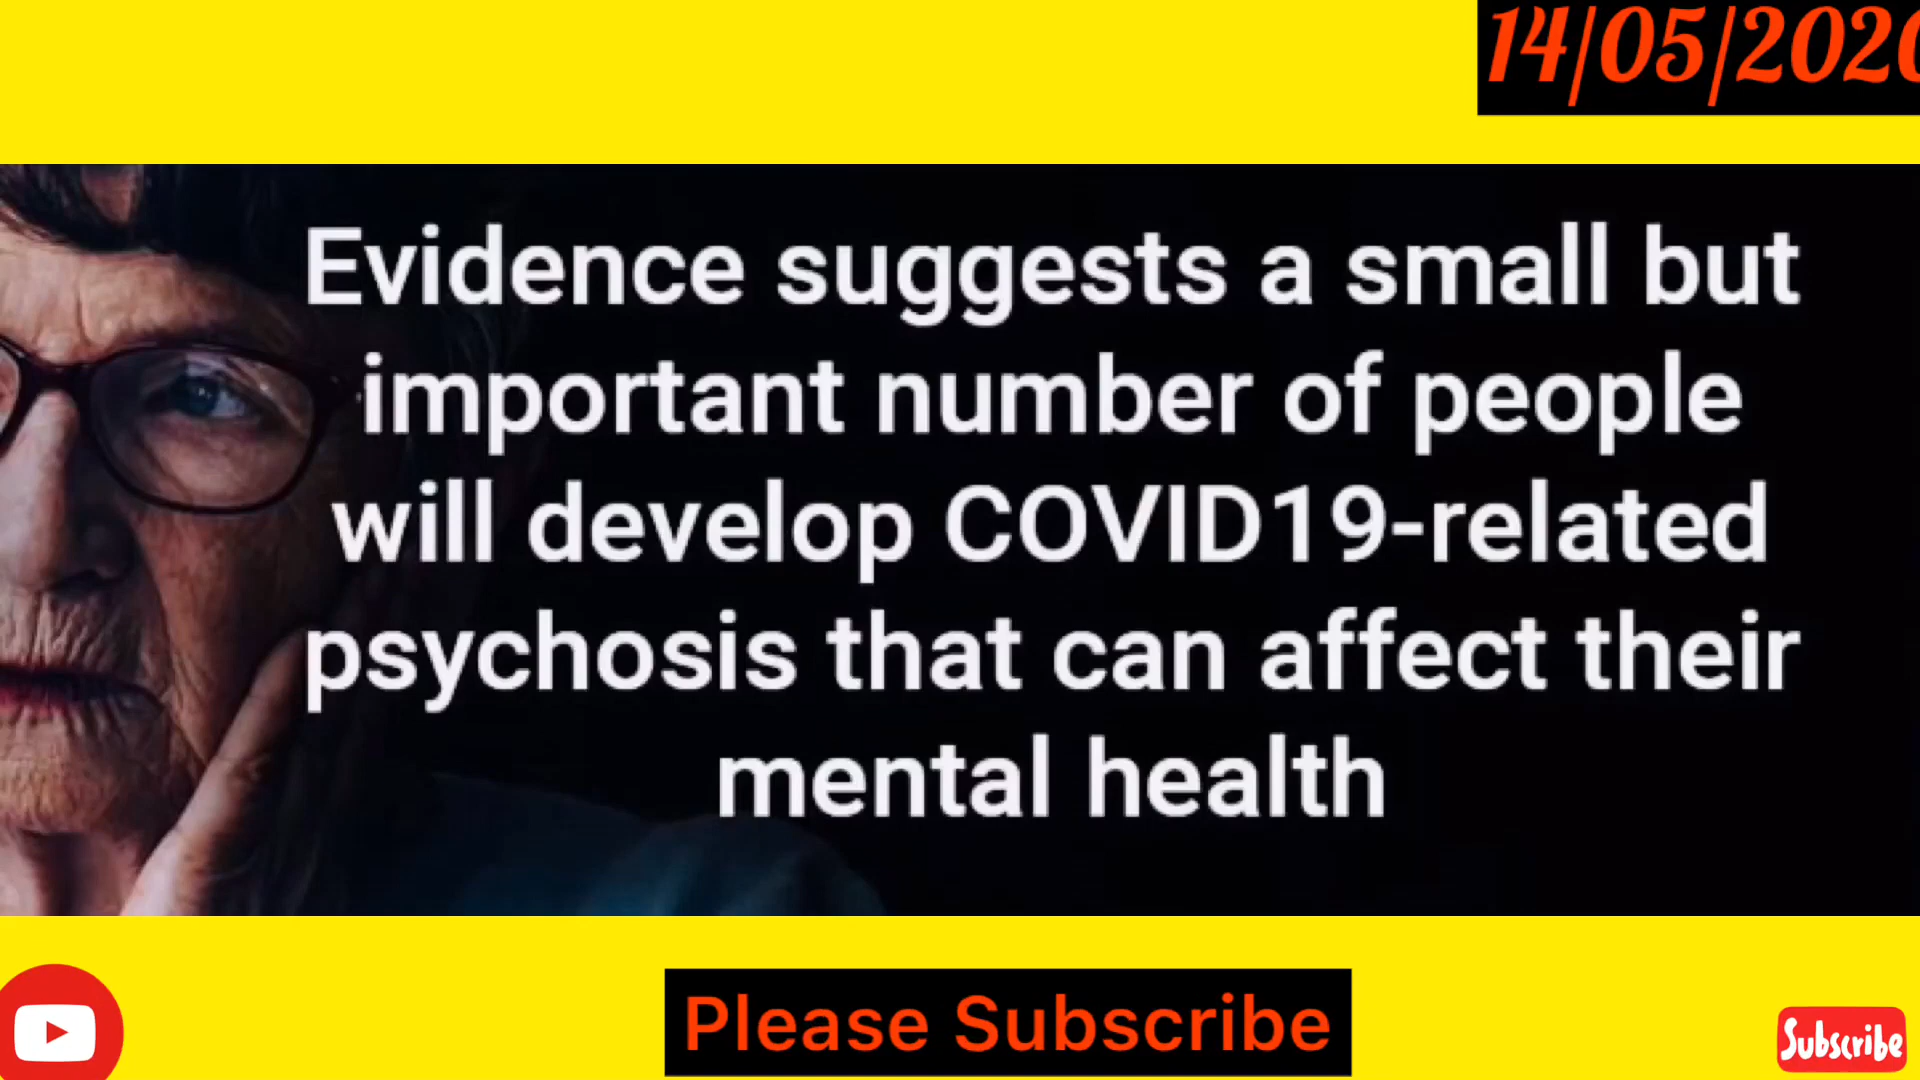 14/05/2020
Evidence suggests a small but
important number of people
will develop COVID19-related
psychosis that can affect their
mental health
Please Subscribe
Subscribe